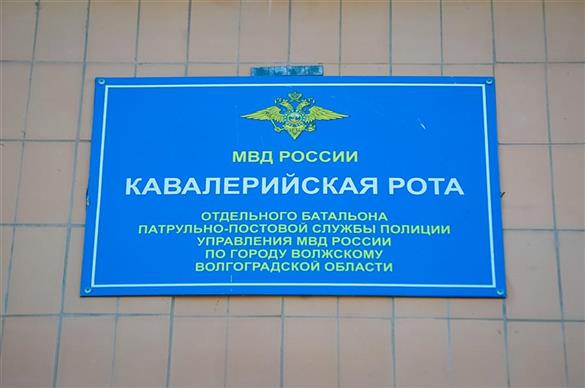 МВД РОССИИ
КАВАЛЕРИЙСКАЯ РОТА
ОТДЕЛЬНОГО БАТАЛЬОНА
ПАТРУЛЬНО-ПОСТОВОЙ СЛУЖБЫ ПОЛИЦИИ
УПРАВЛЕНИЯ МВД РОССИИ
ПО ГОРОДУ ВОЛЖСКОМУ
ВОЛГОГРАДСКОЙ ОБЛАСТИ